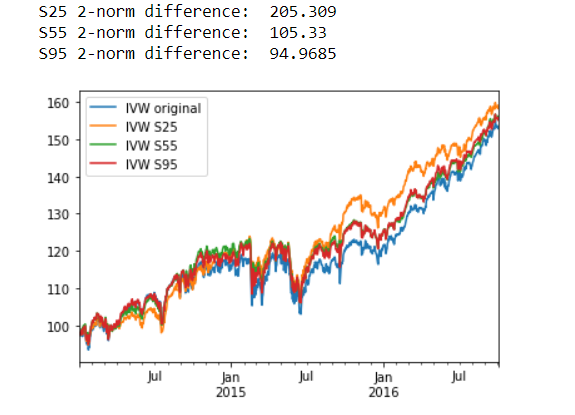 S25 2-norm difference:  205.309
S55 2-norm difference:  105.33
S95 2-norm difference:  94.9685
160
150
140
130
120
110
100
IVW original
IVW S25
IVW S55
IVW S95
Jul
Jan
2015
Jul
Jan
2016
Jul